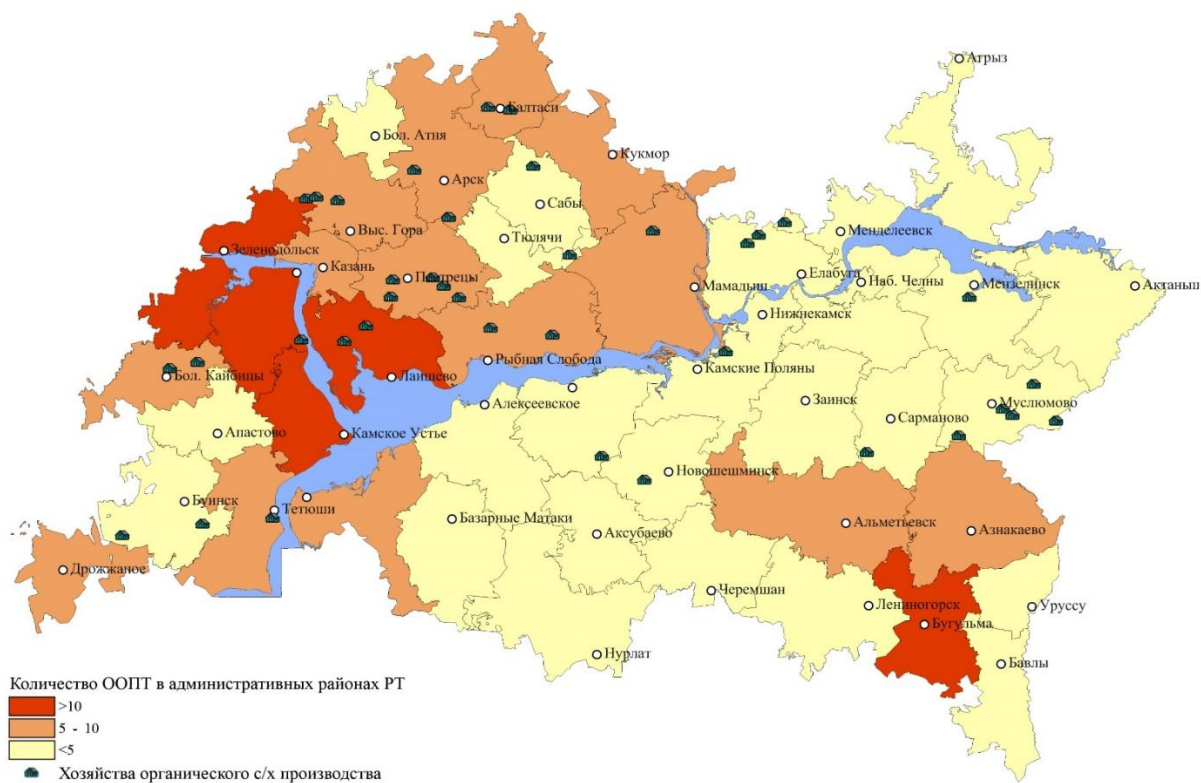 Агрыз
Балтаси
Бол. Атня
Кукмор
Арск
Сабы
Тюлячи
Выс. Гора
Менделеевск
Зеленодольск
Казань
Пестрецы
Елабуга
Наб. Челны
Мензелинск
Актаныш
Мамадыш
Нижнекамск
Рыбная Слобода
Камские Поляны
Бол. Кайбицы
Лаишево
Алексеевское
Заинск
Муслюмово
Сарманово
Апастово
Камское Устье
Новошешминск
Буинск
Тетюши
Базарные Матаки
Аксубаево
Альметьевск
Азнакаево
Дрожжаное
Черемшан
Лениногорск
Уруссу
Бугульма
Нурлат
Бавлы
Количество ООПТ в административных районах РТ
>10
5 - 10
<5
Хозяйства органического с/х производства